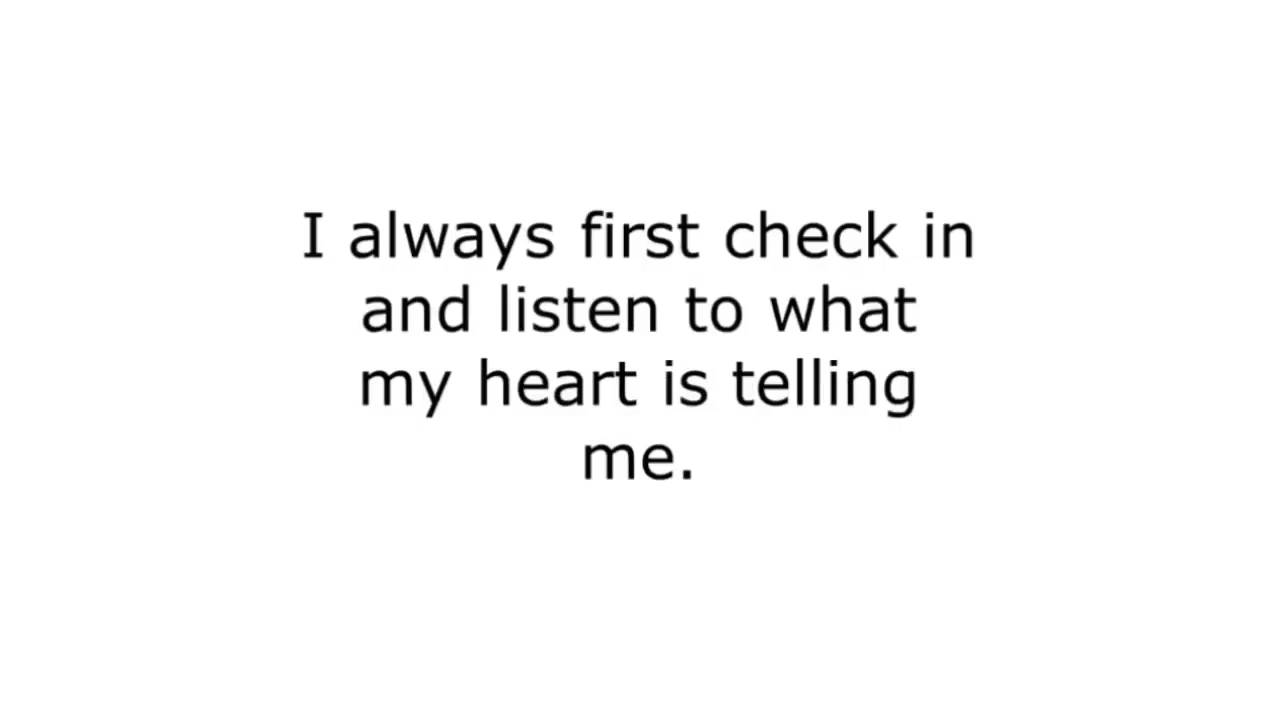 I always first check in
and listen to what
my heart is telling
me.